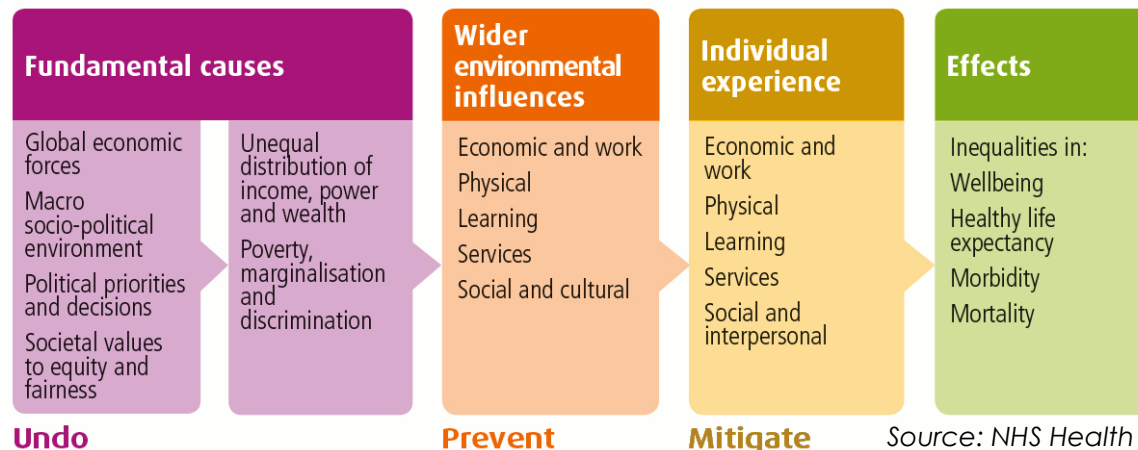 Fundamental causes
Global economic
forces
Macro
socio-political
environment
Political priorities
and decisions
Societal values
to equity and
fairness
Unequal
distribution of
income, power
and wealth
Poverty,
marginalisation
and
discrimination
Undo
Wider
environmental
influences
Economic and work
Physical
Learning
Services
Social and cultural
Prevent
Individual
experience
Economic and
work
Physical
Learning
Services
Social and
interpersonal
Mitigate
Effects
Inequalities in:
Wellbeing
Healthy life
expectancy
Morbidity
Mortality
Source: NHS Health